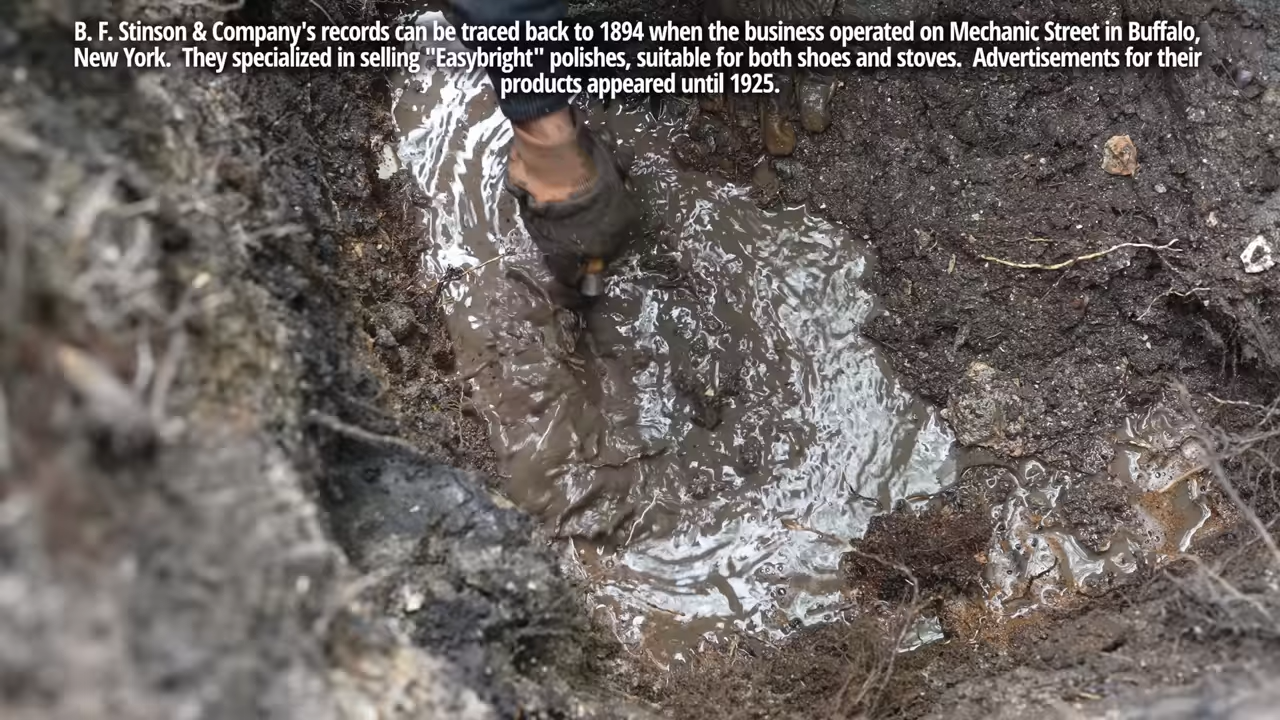 B. F. Stinson & Company's records can be traced back to 1894 when the business operated on Mechanic Street in Buffalo,
New York.  They specialized in selling "Easybright" polishes, suitable for both shoes and stoves.  Advertisements for their
products appeared until 1925.